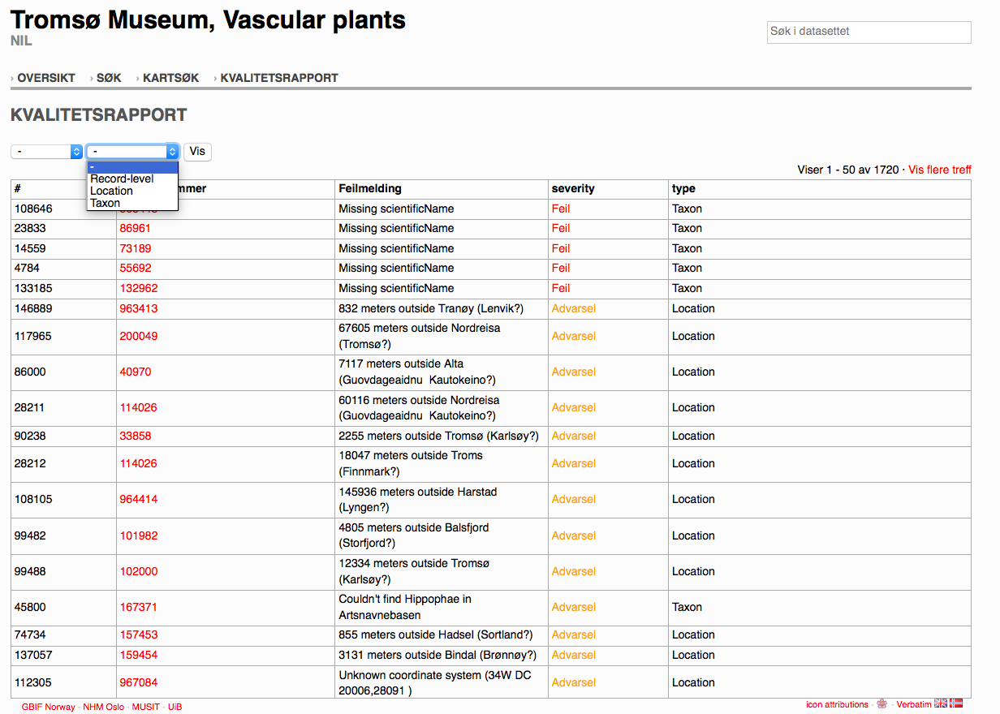 Tromsø Museum, Vascular plants
NIL
Søk i datasettet
› OVERSIKT › SØK › KARTSØK › KVALITETSRAPPORT
KVALITETSRAPPORT
- - Vis
-
Record-level
Location
Taxon
Viser 1 - 50 av 1720 · Vis flere treff
# mmer Feilmelding severity type
108646 Missing scientificName Feil Taxon
23833 86961 Missing scientificName Feil Taxon
14559 73189 Missing scientificName Feil Taxon
4784 55692 Missing scientificName Feil Taxon
133185 132962 Missing scientificName Feil Taxon
146889 963413 832 meters outside Tranøy (Lenvik?) Advarsel Location
117965 200049 67605 meters outside Nordreisa
(Tromsø?) Advarsel Location
86000 40970 7117 meters outside Alta
(Guovdageaidnu Kautokeino?) Advarsel Location
28211 114026 60116 meters outside Nordreisa
(Guovdageaidnu Kautokeino?) Advarsel Location
90238 33858 2255 meters outside Tromsø (Karlsøy?) Advarsel Location
28212 114026 18047 meters outside Troms
(Finnmark?) Advarsel Location
108105 964414 145936 meters outside Harstad
(Lyngen?) Advarsel Location
99482 101982 4805 meters outside Balsfjord
(Storfjord?) Advarsel Location
99488 102000 12334 meters outside Tromsø
(Karlsøy?) Advarsel Location
45800 167371 Couldn't find Hippophae in
Artsnavnebasen Advarsel Taxon
74734 157453 855 meters outside Hadsel (Sortland?) Advarsel Location
137057 159454 3131 meters outside Bindal (Brønnøy?) Advarsel Location
112305 967084 Unknown coordinate system (34W DC
20006,28091 ) Advarsel Location
GBIF Norway · NHM Oslo · MUSIT · UiB
icon attributions · · Verbatim